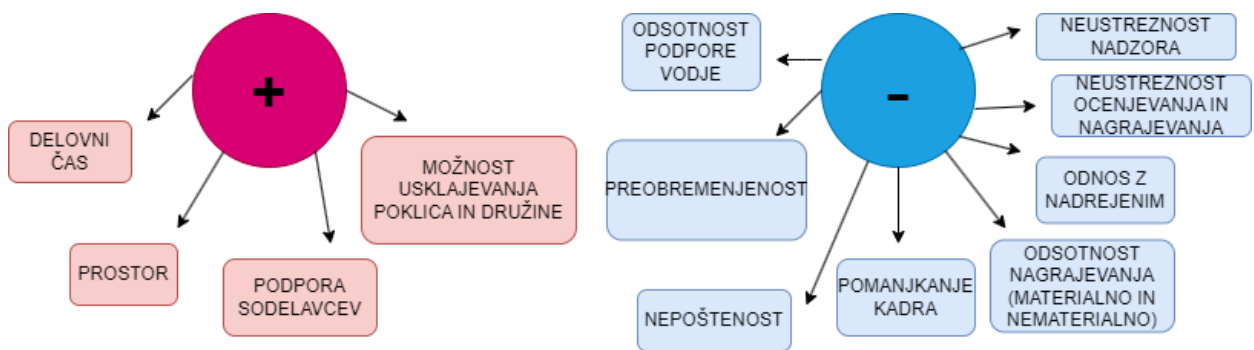 +
DELOVNI
ČAS
PROSTOR
PODPORA
SODELAVCEV
MOŽNOST
USKLAJEVANJA
POKLICA IN DRUŽINE
-
ODSOTNOST
PODPORE
VODJE
PREOBREMENJENOST
NEPOŠTENOST
POMANJKANJE
KADRA
ODSOTNOST
NAGRAJEVANJA
(MATERIALNO IN
NEMATERIALNO)
ODNOS Z
NADREJENIM
NEUSTREZNOST
OCENJEVANJA IN
NAGRAJEVANJA
NEUSTREZNOST
NADZORA